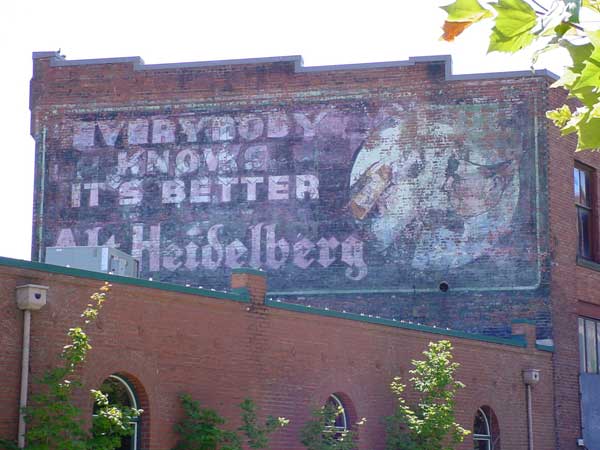 EVERYBODY
KNOWS
IT'S BETTER
Alt Heidelberg